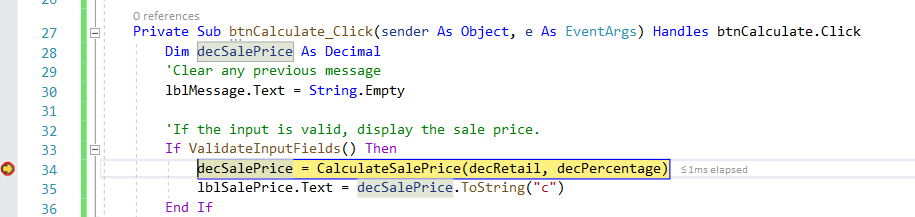 0 references
27 Private Sub btnCalculate_Click(sender As Object, e As EventArgs) Handles btnCalculate.Click
28 Dim decSalePrice As Decimal
29 'Clear any previous message
30 lblMessage.Text = String.Empty
31
32 'If the input is valid, display the sale price.
33 If ValidateInputFields() Then
34 decSalePrice = CalculateSalePrice(decRetail, decPercentage) ≤1ms elapsed
35 lblSalePrice.Text = decSalePrice.ToString("c")
36 End If